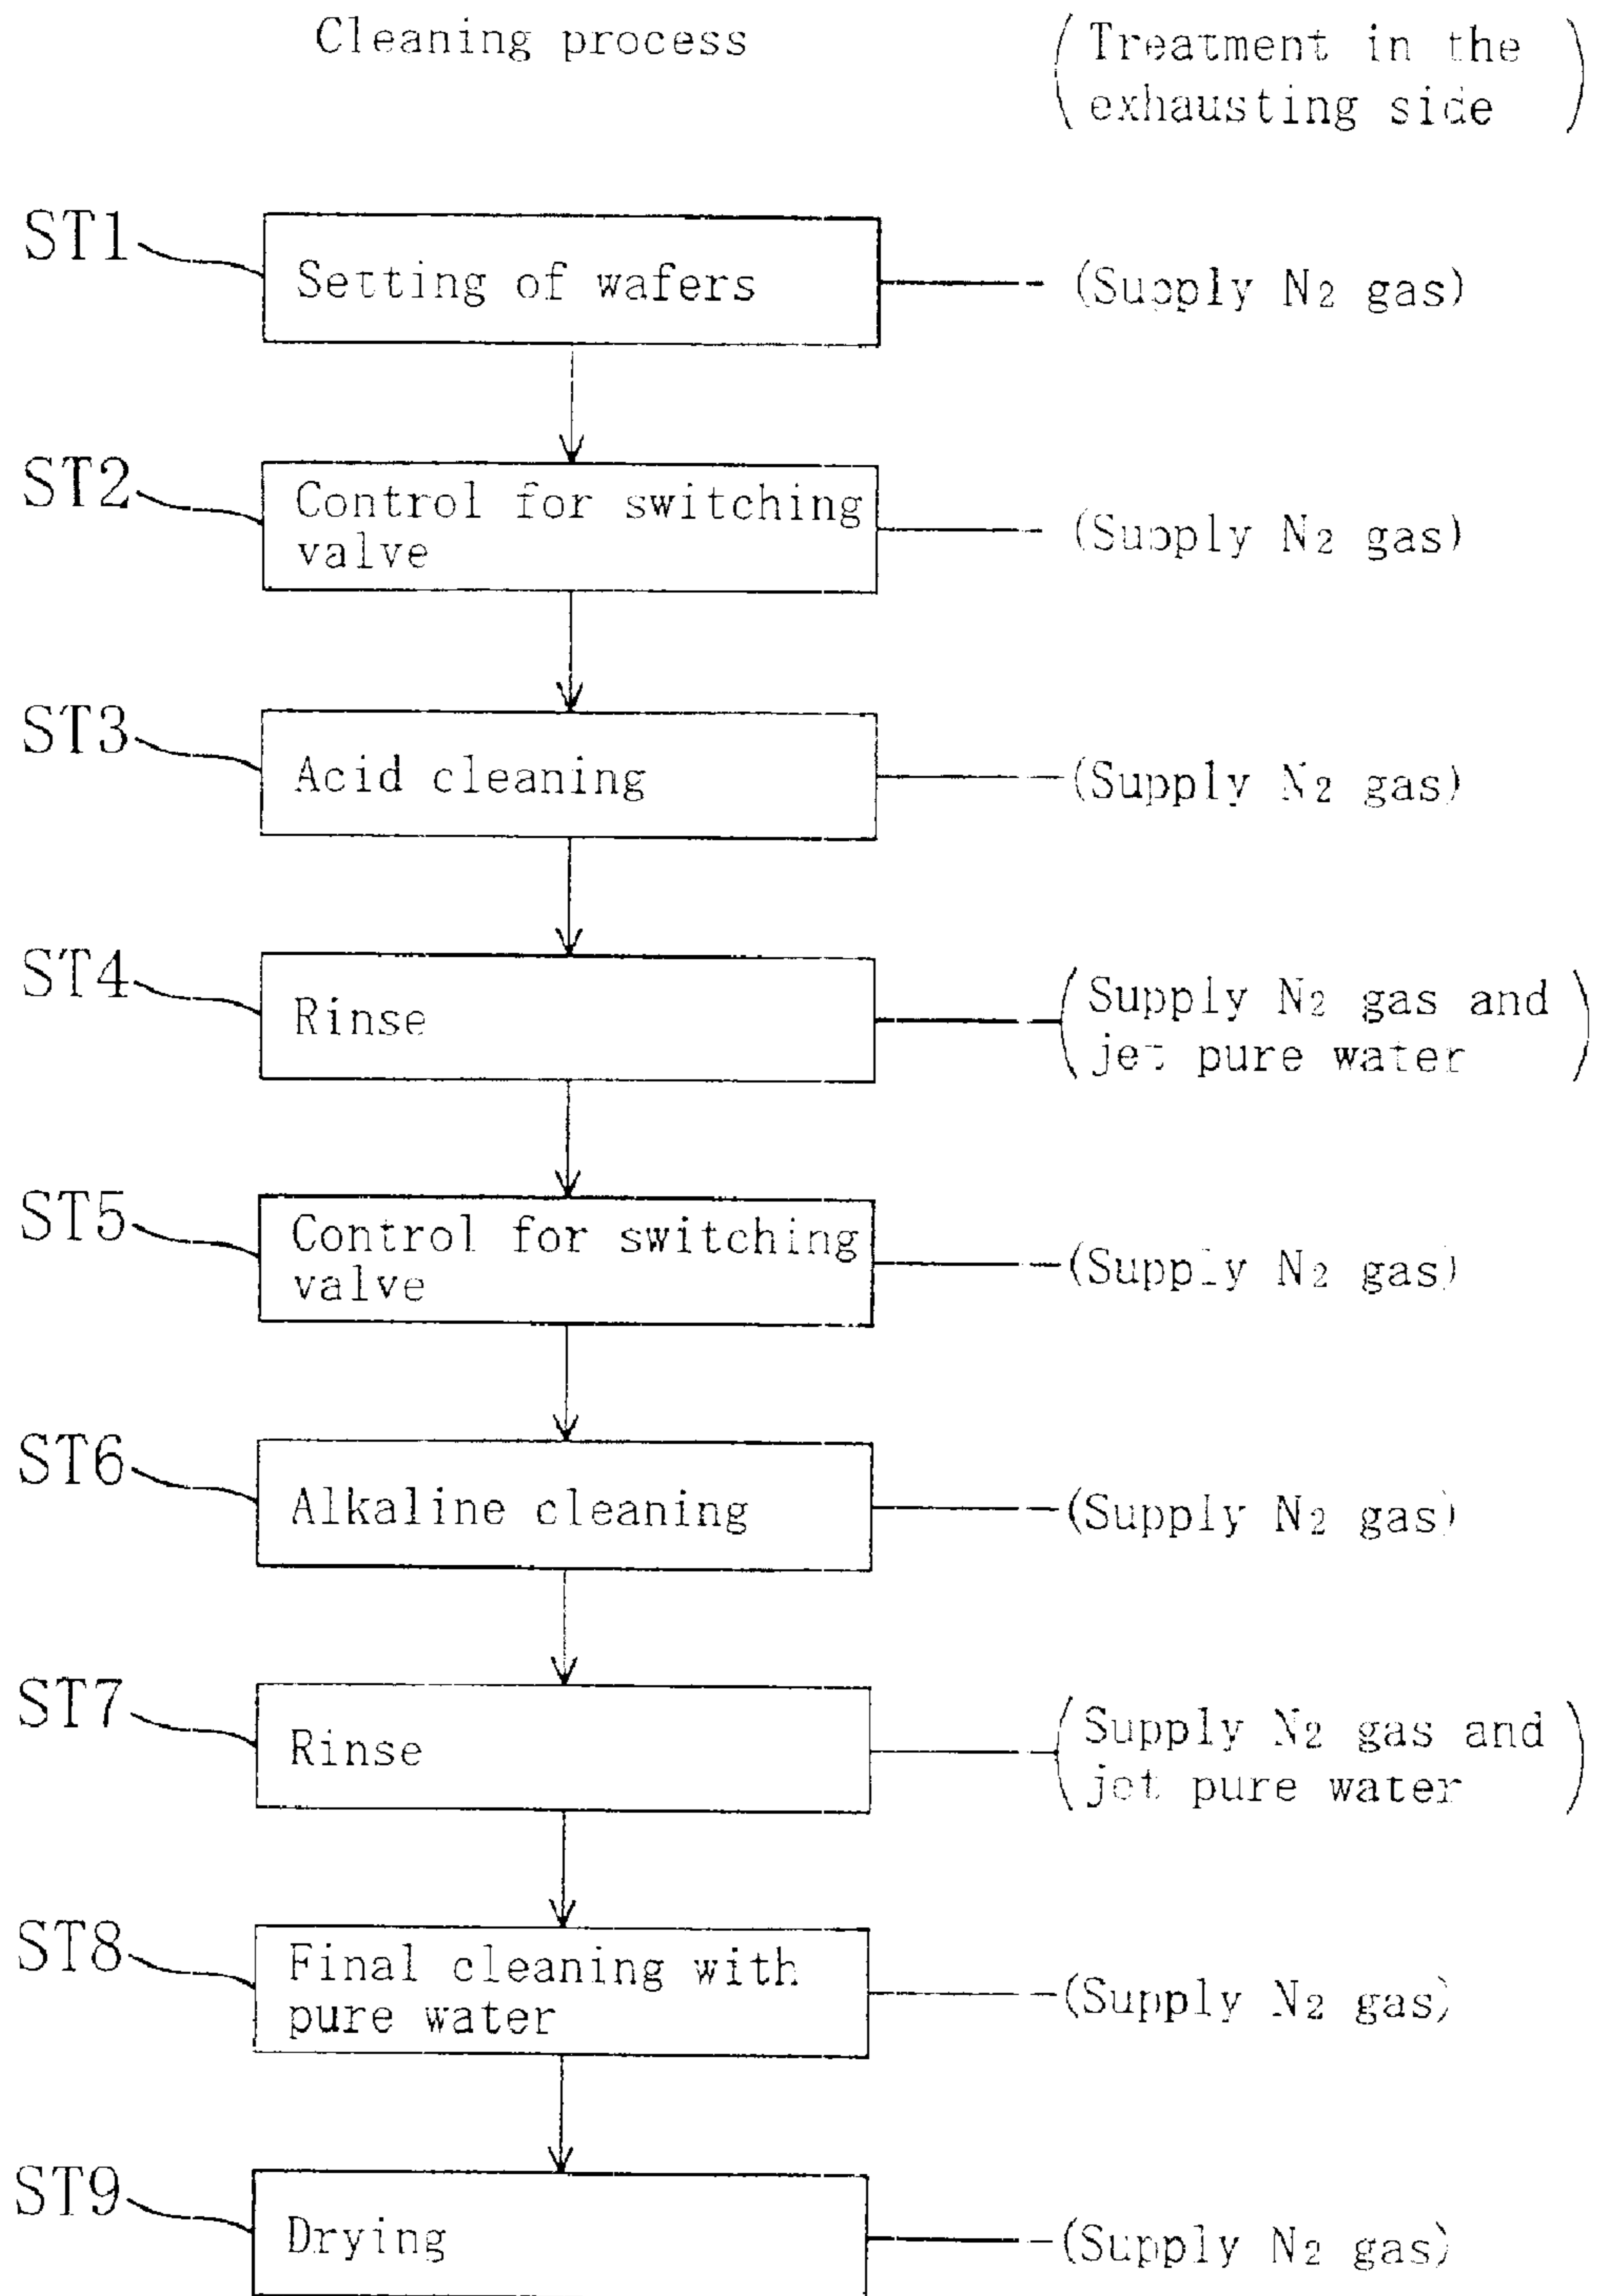 Cleaning process
(Treatment in the
exhausting side)
ST1
Setting of wafers
(Supply N2 gas)
ST2
Control for switching
valve
(Supply N2 gas)
ST3
Acid cleaning
(Supply N2 gas)
ST4
Rinse
(Supply N2 gas and
jet pure water)
ST5
Control for switching
valve
(Supply N2 gas)
ST6
Alkaline cleaning
(Supply N2 gas)
ST7
Rinse
(Supply N2 gas and
jet pure water)
ST8
Final cleaning with
pure water
(Supply N2 gas)
ST9
Drying
(Supply N2 gas)